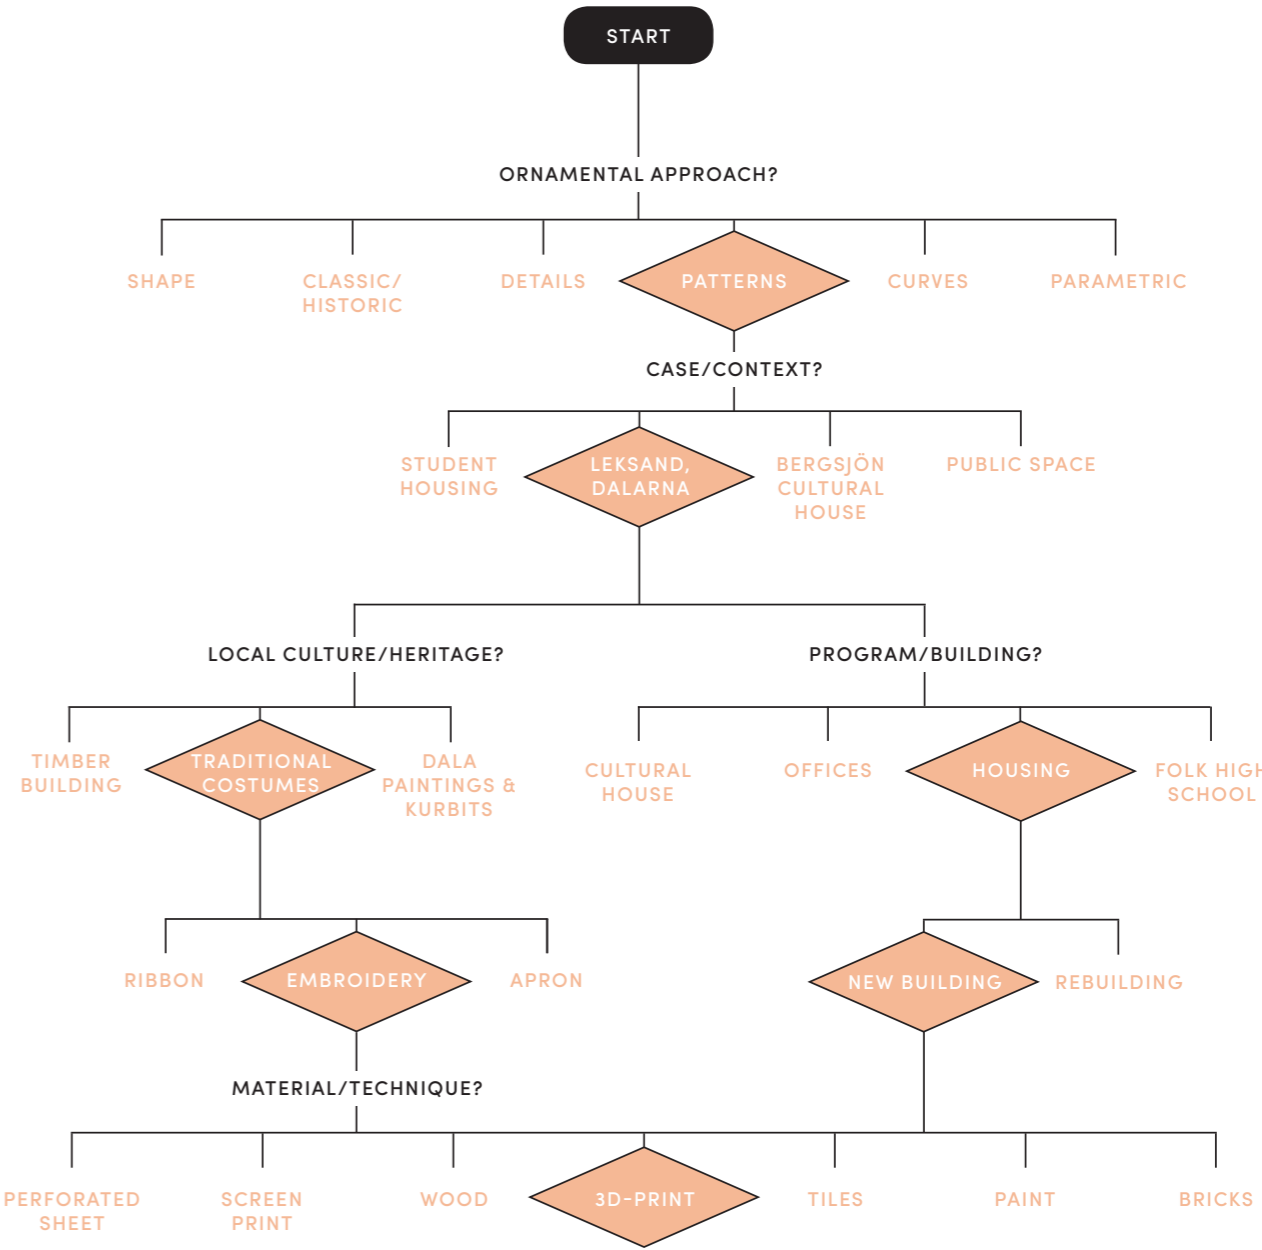 START
ORNAMENTAL APPROACH?
SHAPE
CLASSIC/
HISTORIC
DETAILS
PATTERNS
CURVES
PARAMETRIC
CASE/CONTEXT?
STUDENT
HOUSING
LEKSAND,
DALARNA
BERGSJÖN
CULTURAL
HOUSE
PUBLIC SPACE
LOCAL CULTURE/HERITAGE?
PROGRAM/BUILDING?
TIMBER
BUILDING
TRADITIONAL
COSTUMES
DALA
PAINTINGS &
KURBITS
CULTURAL
HOUSE
OFFICES
HOUSING
FOLK HIGH
SCHOOL
RIBBON
EMBROIDERY
APRON
NEW BUILDING
REBUILDING
MATERIAL/TECHNIQUE?
PERFORATED
SHEET
SCREEN
PRINT
WOOD
3D-PRINT
TILES
PAINT
BRICKS